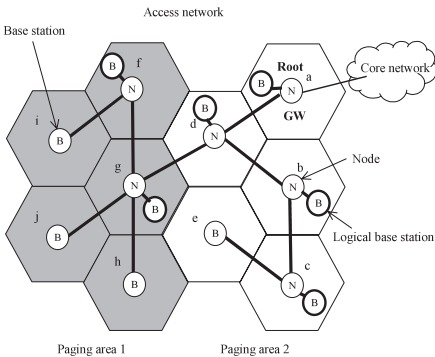 Access network
Base station
B
f
B
Root
a
Core network
N
B
N
GW
i
B
d
N
B
g
b
Node
N
N
B
B
j
e
Logical base station
B
B
h
c
B
N
B
Paging area 1
Paging area 2